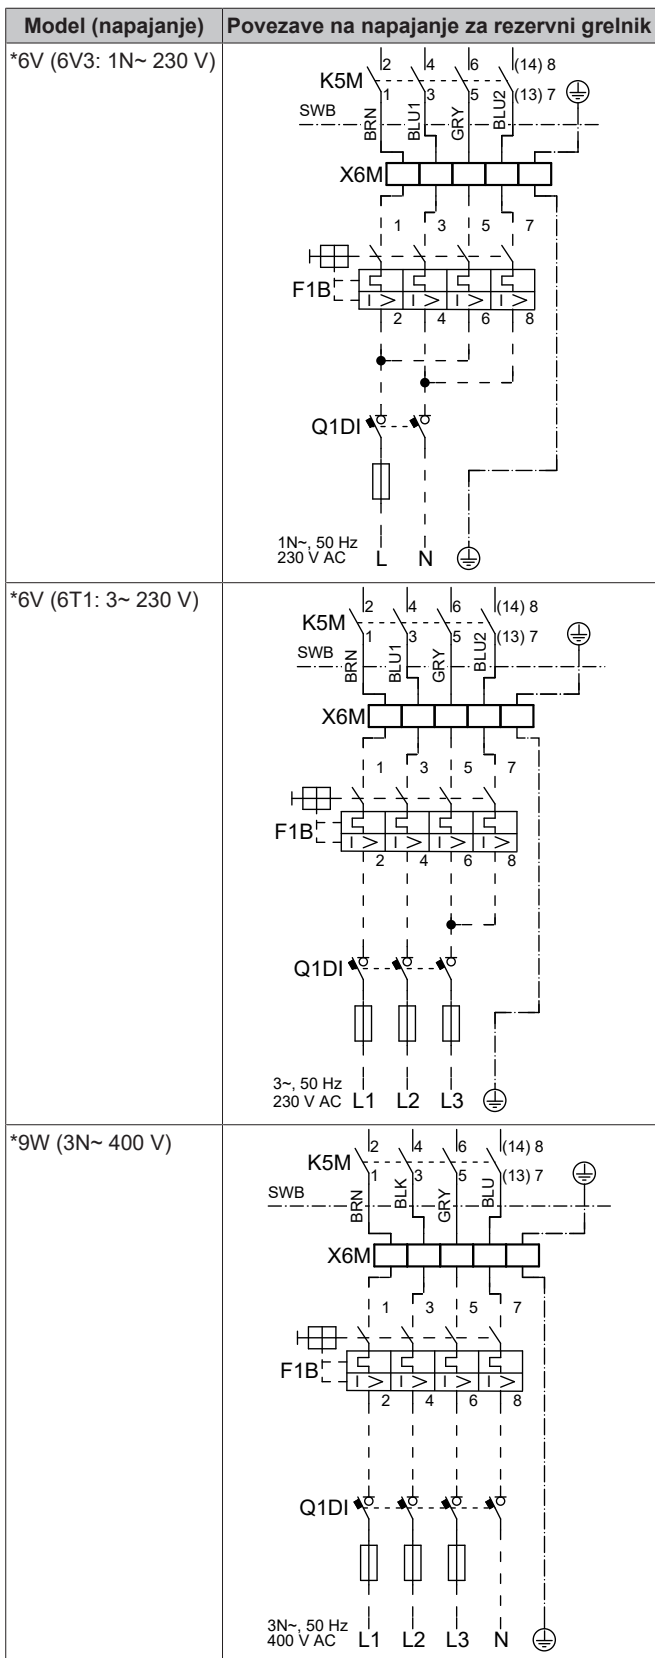 Model (napajanje) Povezave na napajanje za rezervni grelnik
*6V (6V3: 1N~ 230 V)
2 4 6 (14) 8
K5M
1 3 5 (13) 7
SWB
BRN BLU1 GRY BLU2
X6M
1 3 5 7
F1B
I > I > I > I >
2 4 6 8
Q1DI
1N~, 50 Hz
230 V AC L N
*6V (6T1: 3~ 230 V)
2 4 6 (14) 8
K5M
1 3 5 (13) 7
SWB
BRN BLU1 GRY BLU2
X6M
1 3 5 7
F1B
I > I > I > I >
2 4 6 8
Q1DI
3~, 50 Hz
230 V AC L1 L2 L3
*9W (3N~ 400 V)
2 4 6 (14) 8
K5M
1 3 5 (13) 7
SWB
BRN BLK GRY BLU
X6M
1 3 5 7
F1B
I > I > I > I >
2 4 6 8
Q1DI
3N~, 50 Hz
400 V AC L1 L2 L3 N